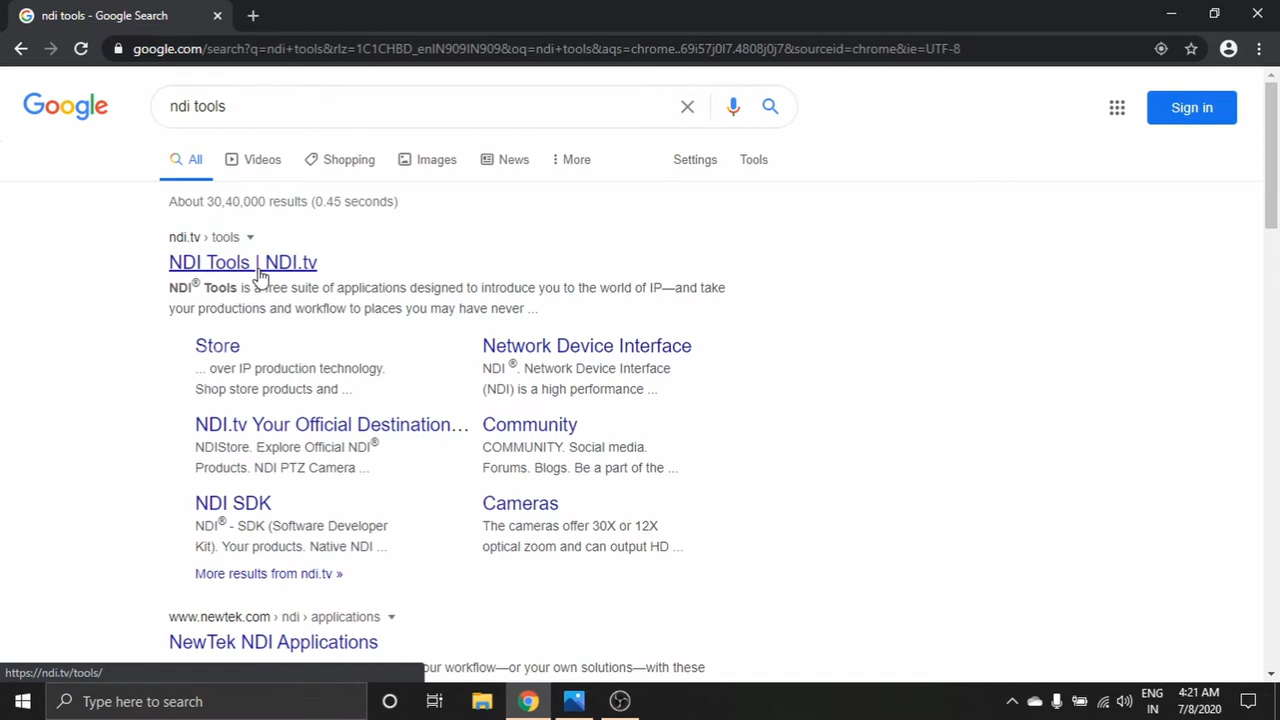 ndi tools - Google Search
google.com/search?q=ndi+tools&rlz=1C1CHBD_enIN909IN909&oq=ndi+tools&aqs=chrome..69i57j0l7.4808j0j7&sourceid=chrome&ie=UTF-8
Google
ndi tools
Sign in
All Videos Shopping Images News More Settings Tools
About 30,40,000 results (0.45 seconds)
ndi.tv › tools
NDI Tools | NDI.tv
NDI® Tools is a free suite of applications designed to introduce you to the world of IP—and take
your productions and workflow to places you may have never ...
Store
... over IP production technology.
Shop store products and ...
Network Device Interface
NDI ®. Network Device Interface
(NDI) is a high performance ...
NDI.tv Your Official Destination...
NDIStore. Explore Official NDI®
Products. NDI PTZ Camera ...
Community
COMMUNITY. Social media.
Forums. Blogs. Be a part of the ...
NDI SDK
NDI® - SDK (Software Developer
Kit). Your products. Native NDI ...
Cameras
The cameras offer 30X or 12X
optical zoom and can output HD ...
More results from ndi.tv »
www.newtek.com › ndi › applications
NewTek NDI Applications
your workflow—or your own solutions—with these
https://ndi.tv/tools/
Type here to search
ENG
IN
4:21 AM
7/8/2020